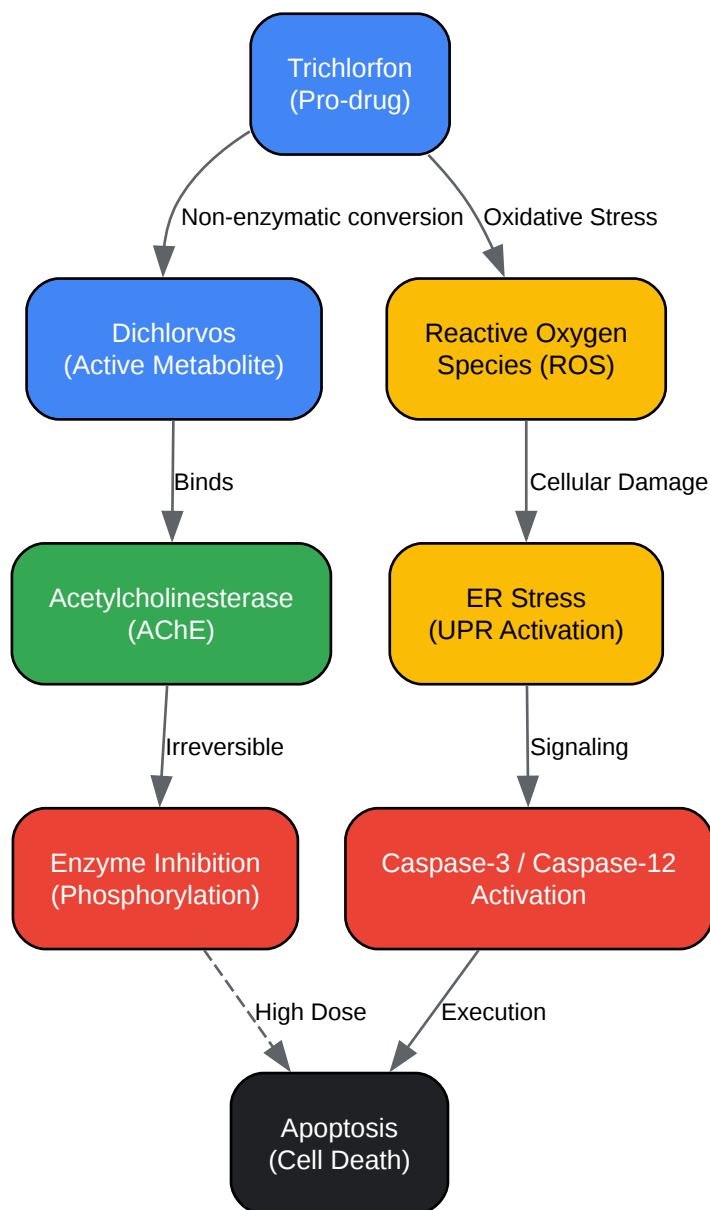 Trichlorfon
(Pro-drug)
Non-enzymatic conversion
Oxidative Stress
Dichlorvos
(Active Metabolite)
Reactive Oxygen
Species (ROS)
Binds
Cellular Damage
Acetylcholinesterase
(AChE)
ER Stress
(UPR Activation)
Irreversible
Signaling
Enzyme Inhibition
(Phosphorylation)
Caspase-3 / Caspase-12
Activation
High Dose
Execution
Apoptosis
(Cell Death)